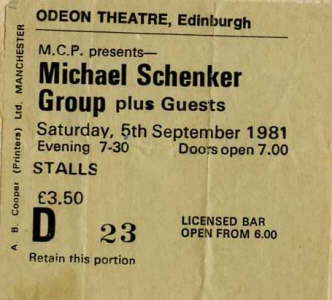 ODEON THEATRE, Edinburgh
M.C.P. presents—
Michael Schenker
Group plus Guests
Saturday, 5th September 1981
Evening 7-30 Doors open 7.00
STALLS
£3.50
D 23
LICENSED BAR
OPEN FROM 6.00
Retain this portion
A B. Cooper (Printers) Ltd. MANCHESTER